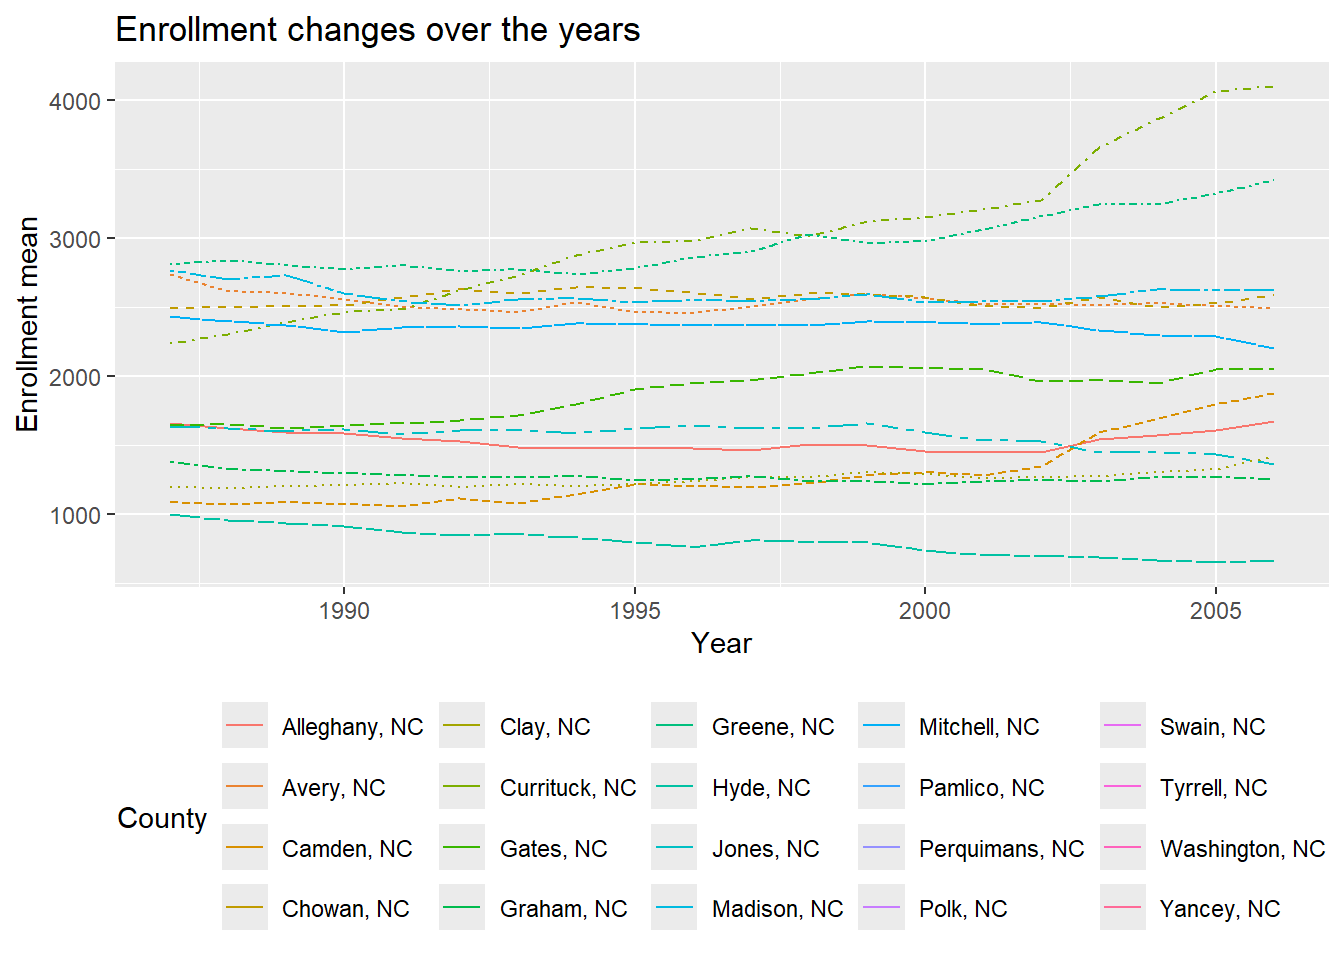 Enrollment changes over the years
4000
3000
2000
1000
Enrollment mean
1990 1995 2000 2005
Year
County
Alleghany, NC Clay, NC Greene, NC Mitchell, NC Swain, NC
Avery, NC Currituck, NC Hyde, NC Pamlico, NC Tyrrell, NC
Camden, NC Gates, NC Jones, NC Perquimans, NC Washington, NC
Chowan, NC Graham, NC Madison, NC Polk, NC Yancey, NC